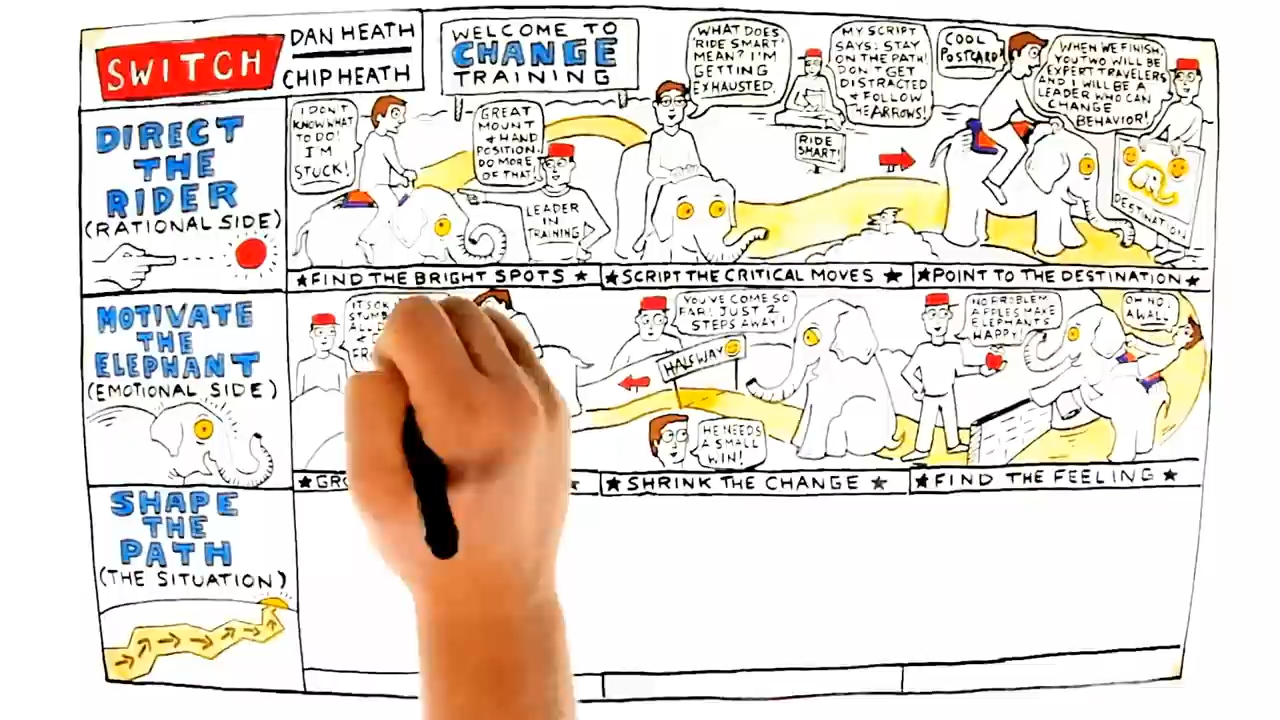 SWITCH
DAN HEATH
CHIP HEATH
WELCOME TO
CHANGE
TRAINING
WHAT DOES
'RIDE SMART'
MEAN? I'M
GETTING
EXHAUSTED.
MY SCRIPT
SAYS: STAY
ON THE PATH!
DON'T GET
DISTRACTED
+ FOLLOW
THE ARROWS!
COOL
POSTCARD!
WHEN WE FINISH,
YOU TWO WILL BE
EXPERT TRAVELERS
AND I WILL BE A
LEADER WHO CAN
CHANGE
BEHAVIOR!
DIRECT
THE
RIDER
(RATIONAL SIDE)
I DON'T
KNOW WHAT
TO DO!
I'M
STUCK!
GREAT
MOUNT
+ HAND
POSITION.
DO MORE
OF THAT!
LEADER
IN
TRAINING
RIDE
SMART!
DESTINATION
★FIND THE BRIGHT SPOTS ★
★SCRIPT THE CRITICAL MOVES ★
★POINT TO THE DESTINATION
MOTIVATE
THE
ELEPHANT
(EMOTIONAL SIDE)
IT'S OK
YOU'VE COME SO
FAR! JUST 2
STEPS AWAY!
HALFWAY
HE NEEDS
A SMALL
WIN!
NO PROBLEM
APPLES MAKE
ELEPHANTS
HAPPY!
OH NO!
A WALL
★SHRINK THE CHANGE ★
★FIND THE FEELING ★
SHAPE
THE
PATH
(THE SITUATION)